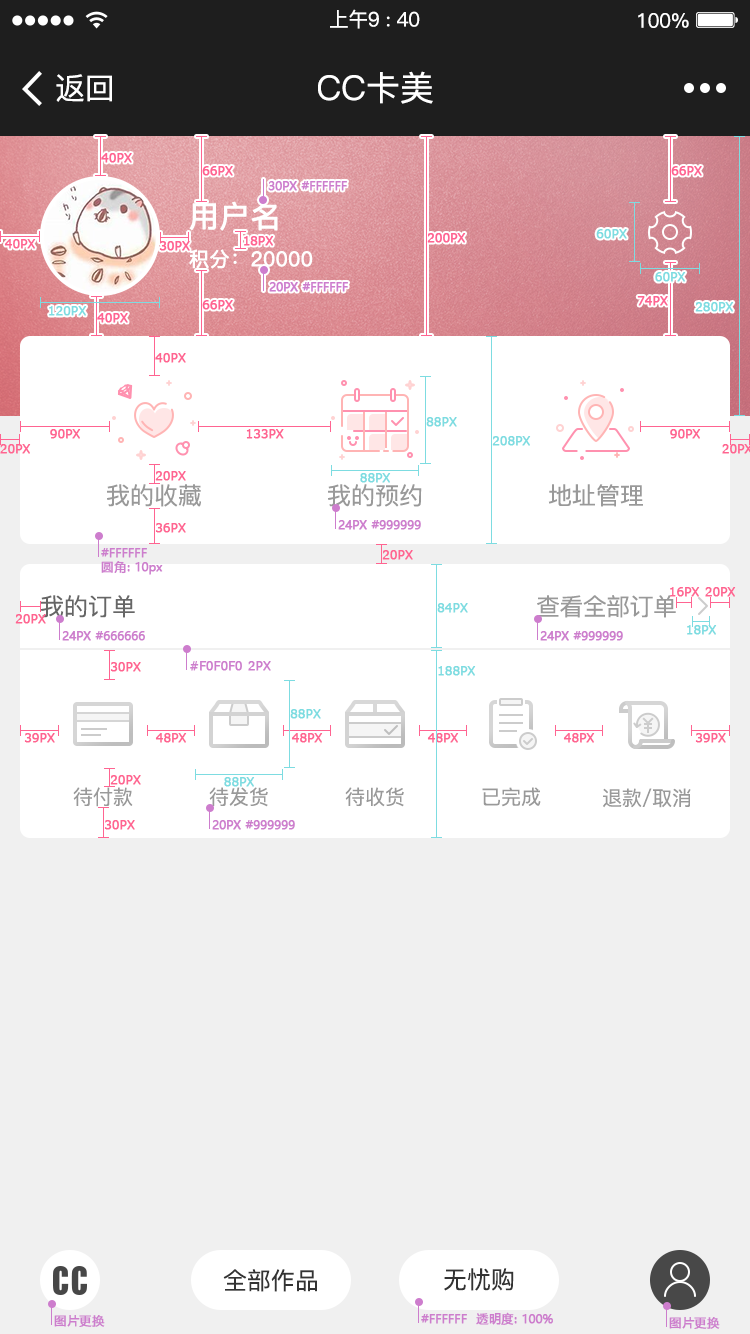 上午9：40
100%
返回
CC卡美
40PX
66PX
30PX #FFFFFF
66PX
用户名
40PX
30PX
18PX
200PX
60PX
积分：20000
60PX
20PX #FFFFFF
120PX
40PX
66PX
74PX
280PX
40PX
90PX
133PX
88PX
208PX
90PX
20PX
20PX
20PX
88PX
我的收藏
我的预约
地址管理
36PX
24PX #999999
#FFFFFF
圆角: 10px
20PX
16PX 20PX
我的订单
84PX
查看全部订单
20PX
18PX
24PX #666666
24PX #999999
30PX
#F0F0F0 2PX
188PX
88PX
39PX
48PX
48PX
48PX
48PX
39PX
20PX
88PX
待付款
待发货
待收货
已完成
退款/取消
30PX
20PX #999999
CC
全部作品
无忧购
图片更换
#FFFFFF 透明度: 100%
图片更换